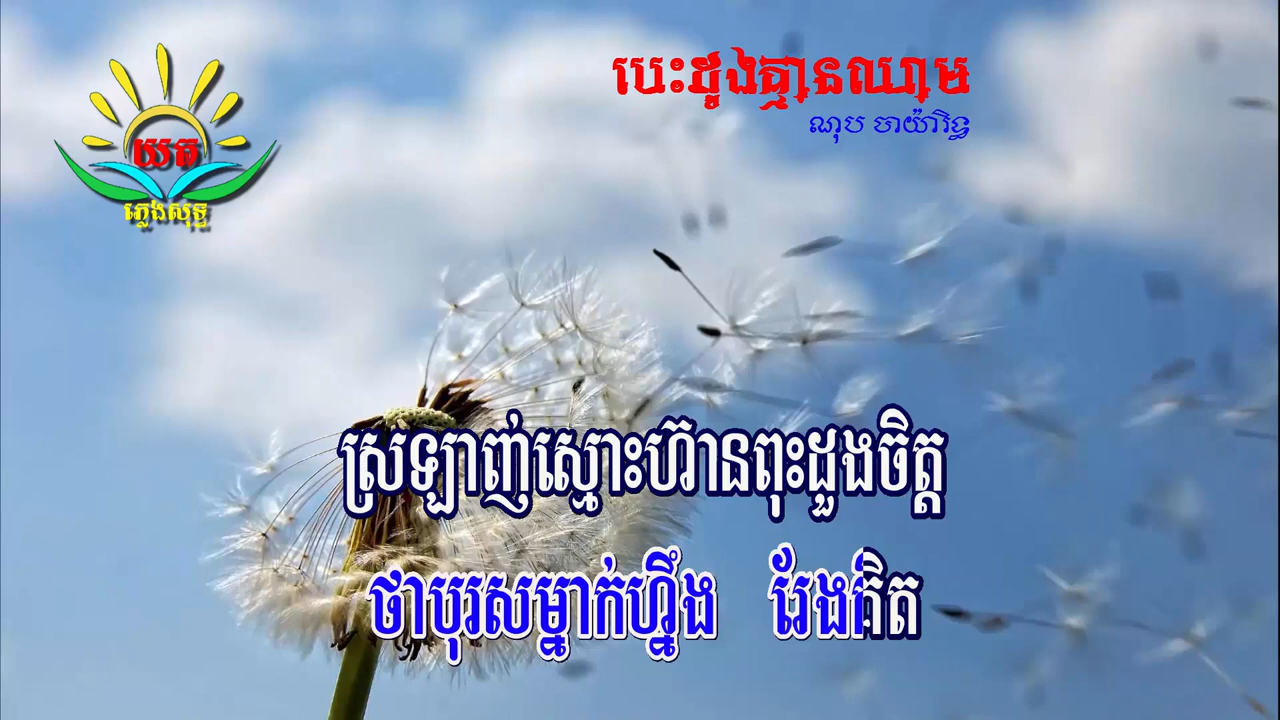 បេះដូងគ្មានឈាម
ណុប បាយ៉ារិទ្ធ
យុត
ភ្លេងសុទ្ធ
ស្រឡាញ់ស្មោះហ៊ានពុះដួងចិត្ត
ថាបុរសម្នាក់ហ្នឹង រែងគិត